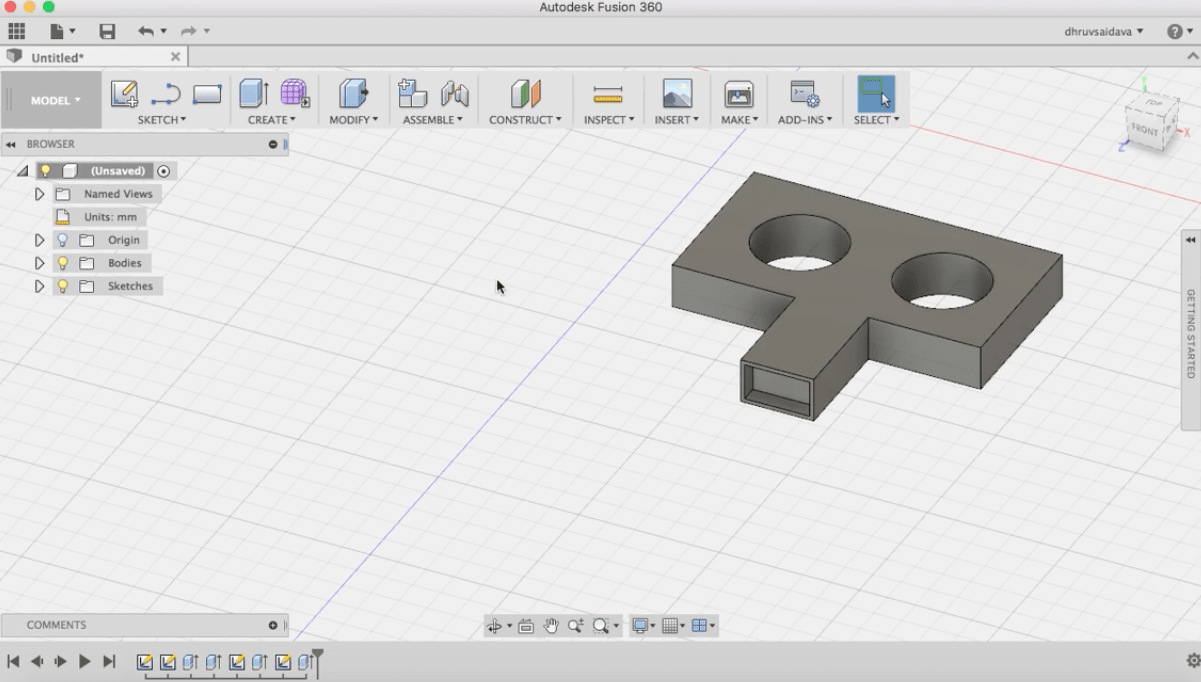 Autodesk Fusion 360
dhruvsaidava
Untitled*
MODEL
SKETCH
CREATE
MODIFY
ASSEMBLE
CONSTRUCT
INSPECT
INSERT
MAKE
ADD-INS
SELECT
TOP
FRONT
X
Z
BROWSER
(Unsaved)
Named Views
Units: mm
Origin
Bodies
Sketches
GETTING STARTED
COMMENTS